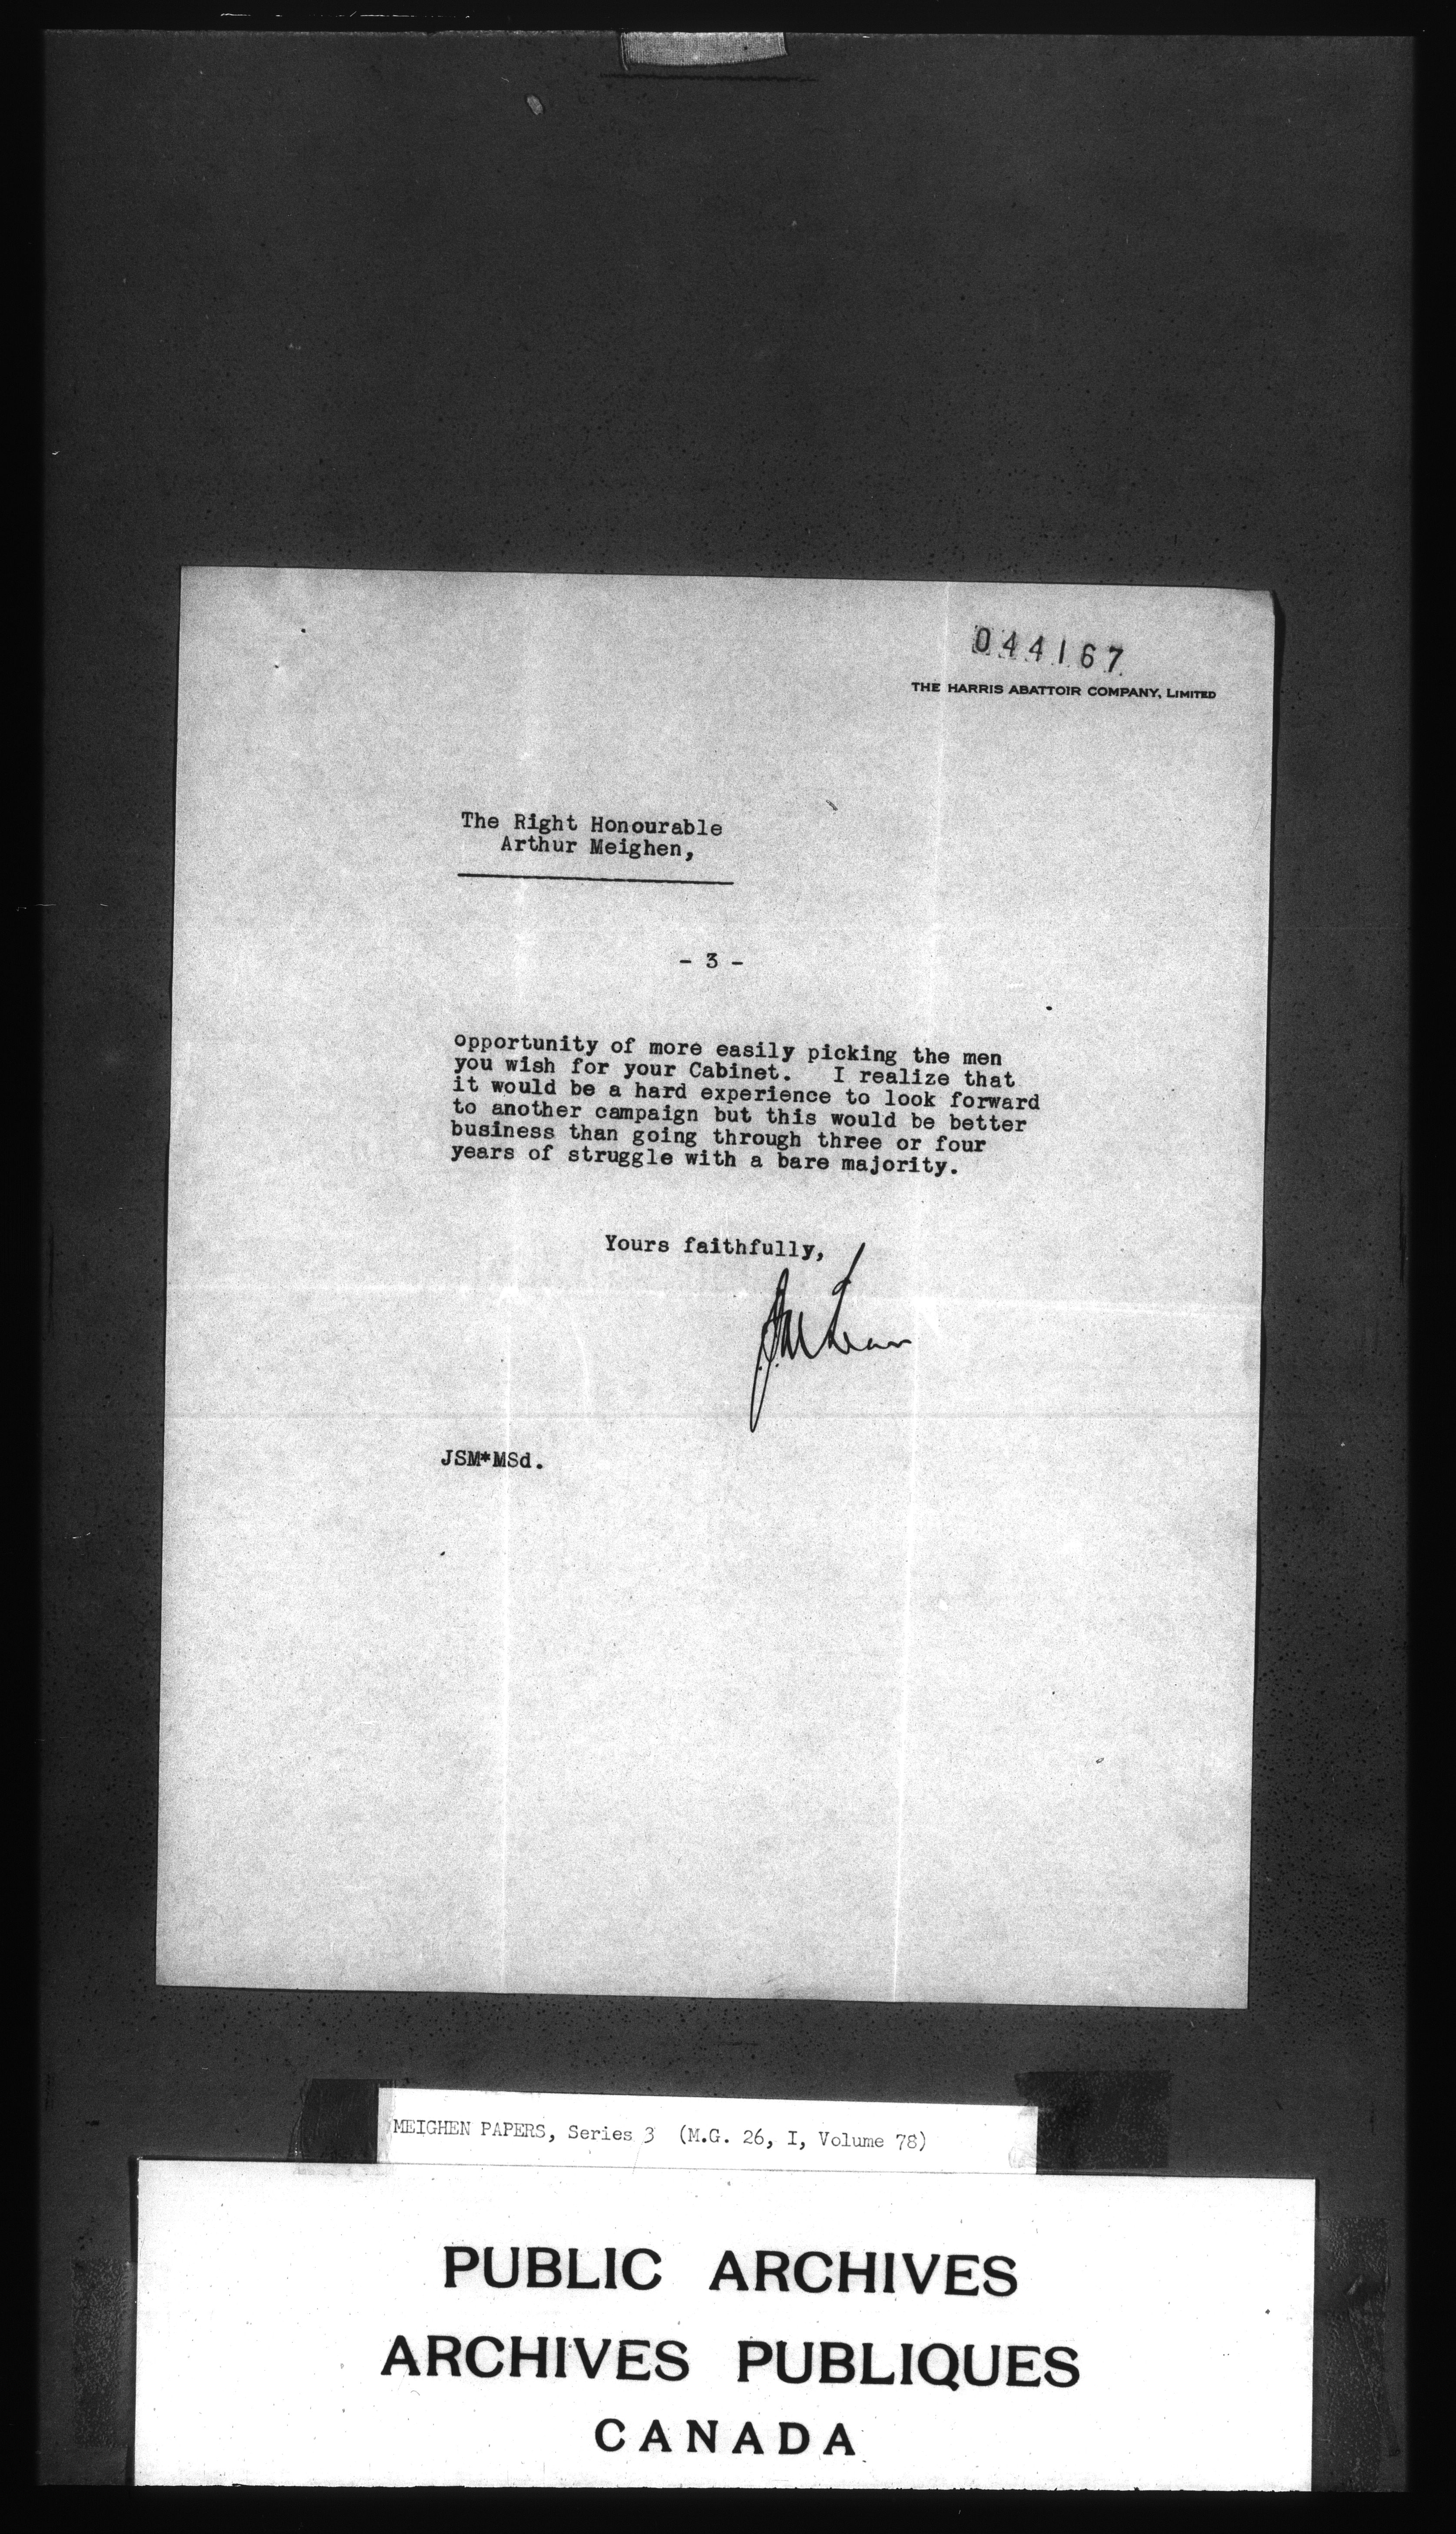 044167
THE HARRIS ABATTOIR COMPANY, LIMITED
The Right Honourable
Arthur Meighen,
- 3 -
opportunity of more easily picking the men
you wish for your Cabinet. I realize that
it would be a hard experience to look forward
to another campaign but this would be better
business than going through three or four
years of struggle with a bare majority.
Yours faithfully,
JSM*MSd.
MEIGHEN PAPERS, Series 3 (M.G. 26, I, Volume 78)
PUBLIC ARCHIVES
ARCHIVES PUBLIQUES
CANADA